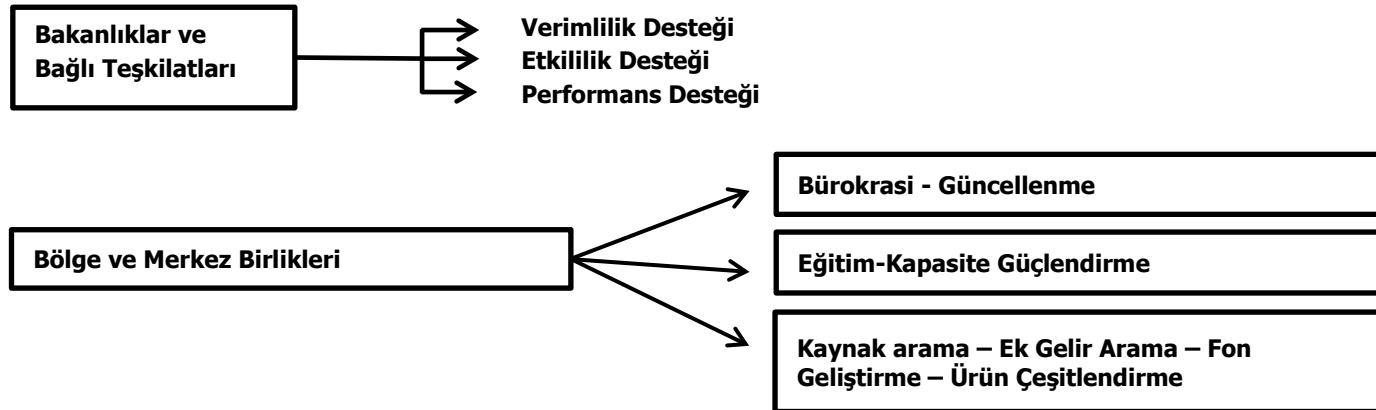 Bakanlıklar ve
Bağlı Teşkilatları
Verimlilik Desteği
Etkililik Desteği
Performans Desteği
Bölge ve Merkez Birlikleri
Bürokrasi - Güncellenme
Eğitim-Kapasite Güçlendirme
Kaynak arama – Ek Gelir Arama – Fon
Geliştirme – Ürün Çeşitlendirme